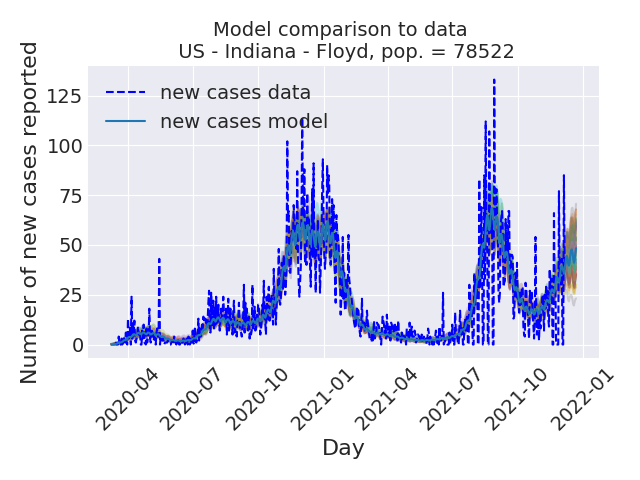 Model comparison to data
US - Indiana - Floyd, pop. = 78522
Number of new cases reported
125
100
75
50
25
0
new cases data
new cases model
2020-04
2020-07
2020-10
2021-01
2021-04
2021-07
2021-10
2022-01
Day